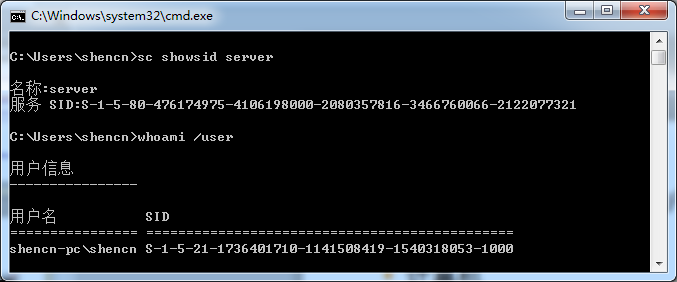 C:\Windows\system32\cmd.exe
C:\Users\shencn>sc showsid server
名称:server
服务 SID:S-1-5-80-476174975-4106198000-2080357816-3466760066-2122077321
C:\Users\shencn>whoami /user
用户信息
----------------
用户名 SID
================ ==============================================
shencn-pc\shencn S-1-5-21-1736401710-1141508419-1540318053-1000